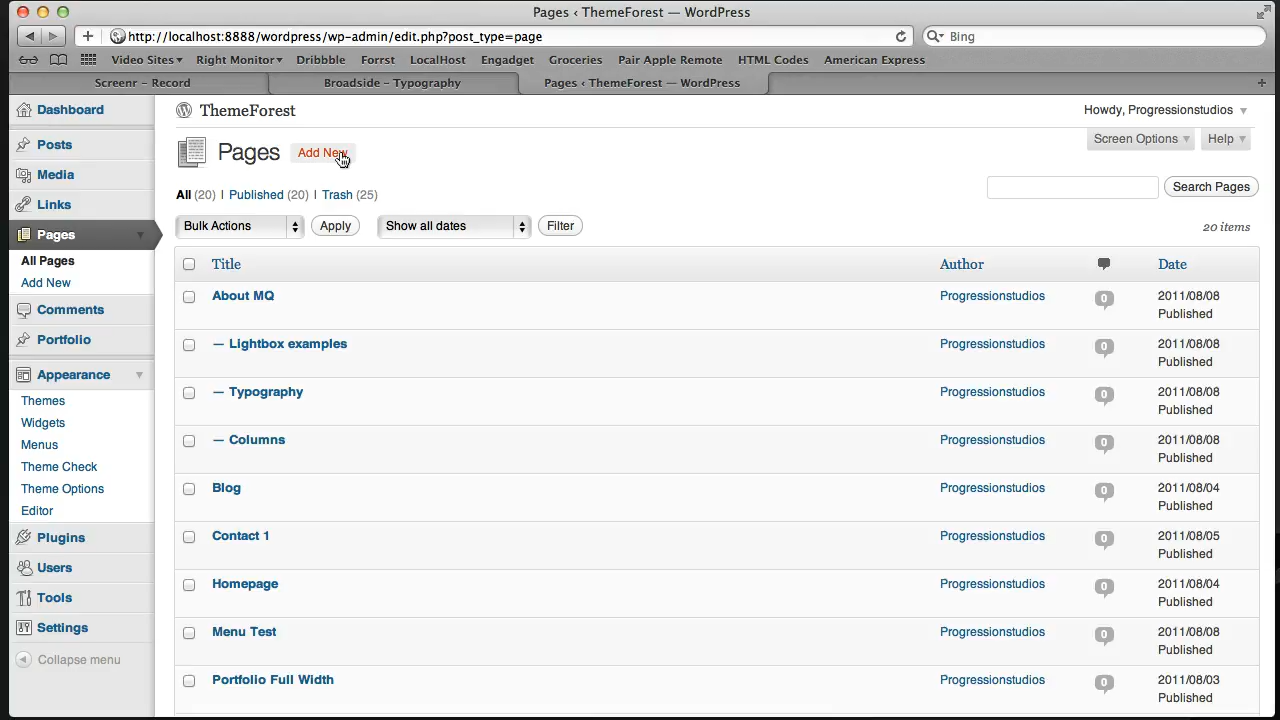 Pages ‹ ThemeForest — WordPress
http://localhost:8888/wordpress/wp-admin/edit.php?post_type=page
Bing
Video Sites Right Monitor Dribbble Forrst LocalHost Engadget Groceries Pair Apple Remote HTML Codes American Express
Screenr – Record Broadside – Typography Pages ‹ ThemeForest — WordPress
ThemeForest
Howdy, Progressionstudios
Screen Options Help
Pages Add New
All (20) | Published (20) | Trash (25)
Search Pages
Bulk Actions Apply Show all dates Filter
20 items
Dashboard
Posts
Media
Links
Pages
All Pages
Add New
Comments
Portfolio
Appearance
Themes
Widgets
Menus
Theme Check
Theme Options
Editor
Plugins
Users
Tools
Settings
Collapse menu
Title Author Date
About MQ Progressionstudios 0 2011/08/08
Published
— Lightbox examples Progressionstudios 0 2011/08/08
Published
— Typography Progressionstudios 0 2011/08/08
Published
— Columns Progressionstudios 0 2011/08/08
Published
Blog Progressionstudios 0 2011/08/04
Published
Contact 1 Progressionstudios 0 2011/08/05
Published
Homepage Progressionstudios 0 2011/08/04
Published
Menu Test Progressionstudios 0 2011/08/08
Published
Portfolio Full Width Progressionstudios 0 2011/08/03
Published